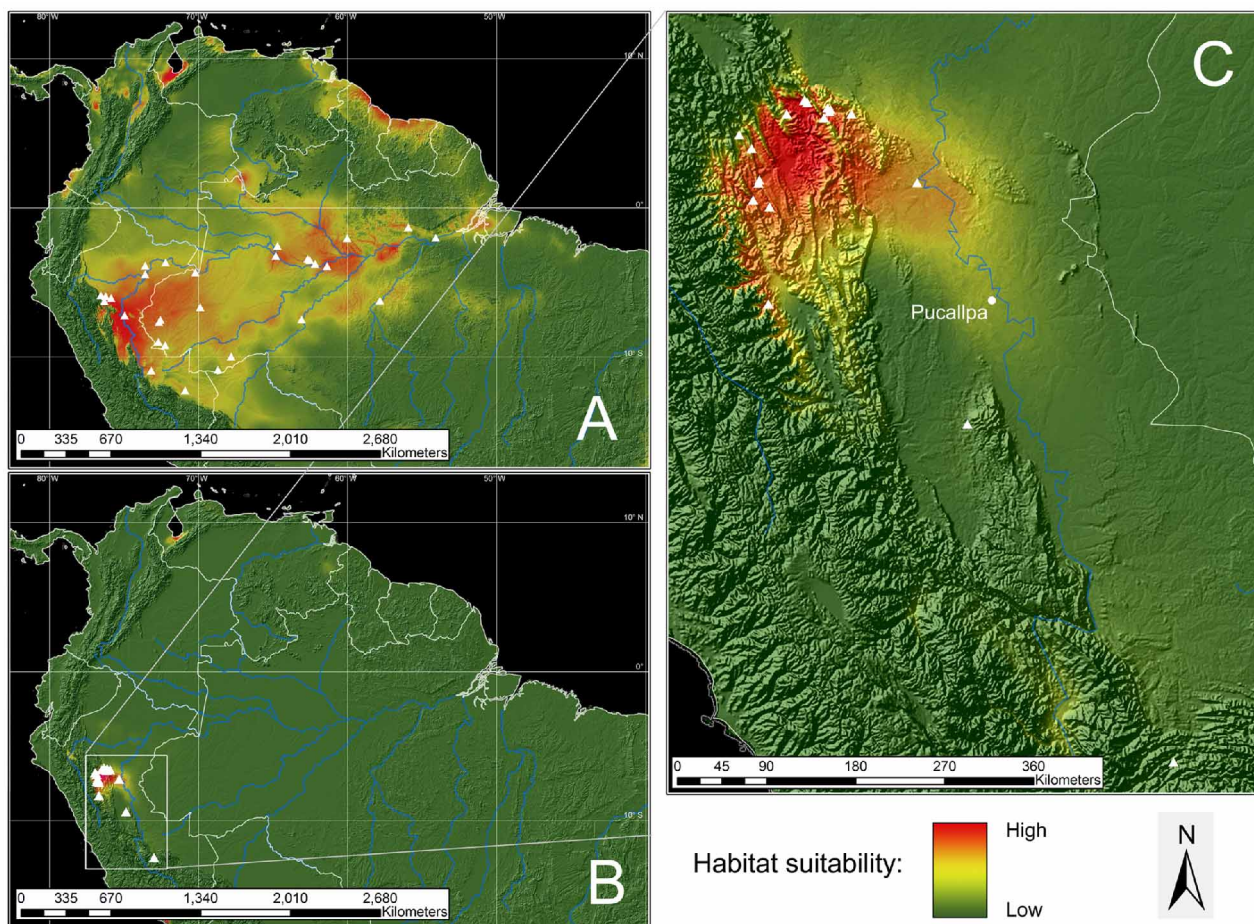 80°W 70°W 60°W 50°W
10°N
0°
10°S
A
0 335 670 1,340 2,010 2,680
Kilometers
80°W 70°W 60°W 50°W
10°N
0°
10°S
B
0 335 670 1,340 2,010 2,680
Kilometers
C
Pucallpa
0 45 90 180 270 360
Kilometers
Habitat suitability:
High
Low
N